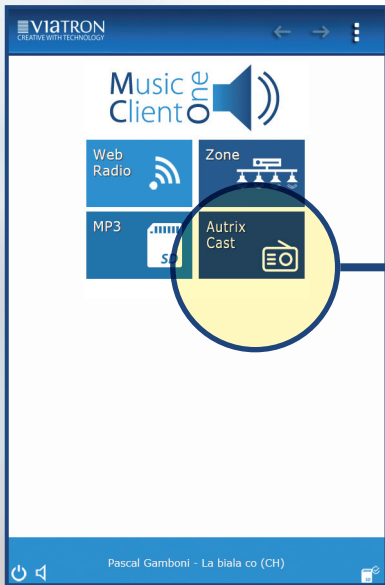 VIATRON
CREATIVE WITH TECHNOLOGY
Music
Client One
Web
Radio
Zone
MP3
SD
Autrix
Cast
Pascal Gamboni - La biala co (CH)